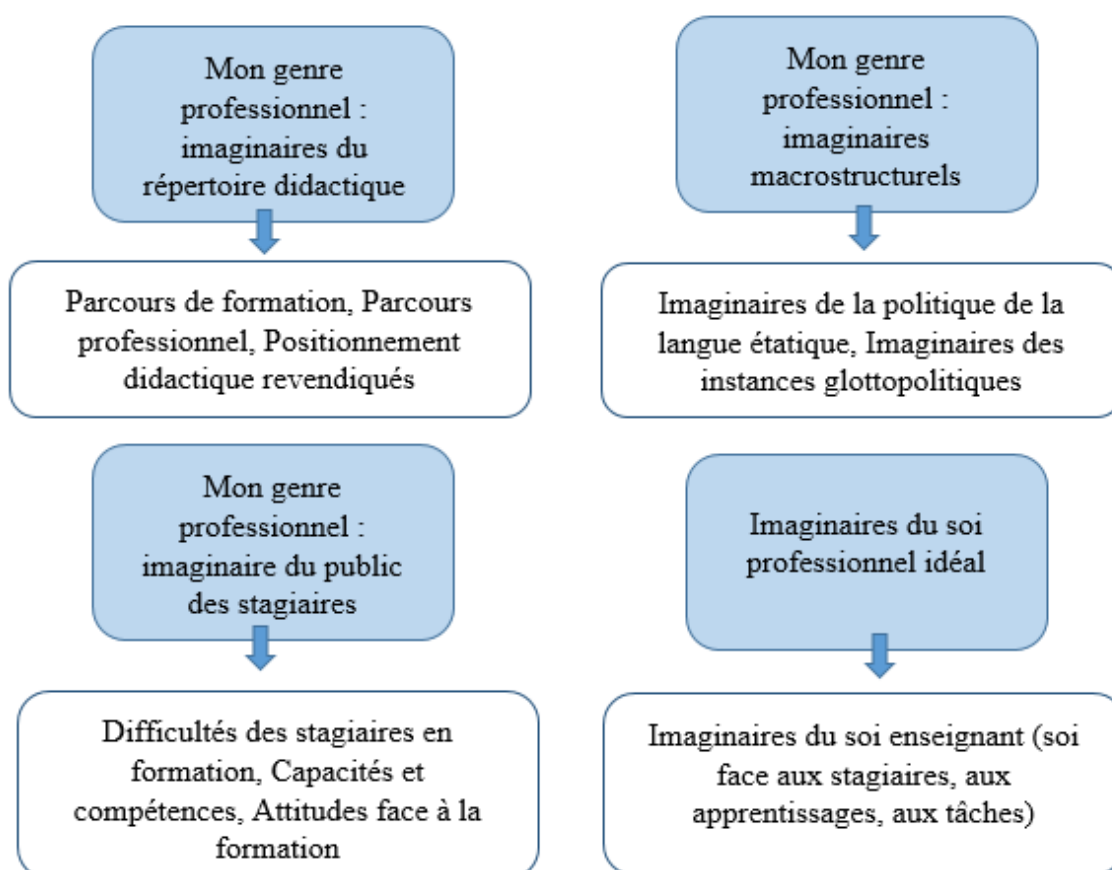 Mon genre
professionnel :
imaginaires du
répertoire didactique
Mon genre
professionnel :
imaginaires
macrostructurels
Parcours de formation, Parcours
professionnel, Positionnement
didactique revendiqués
Imaginaires de la politique de la
langue étatique, Imaginaires des
instances glottopolitiques
Mon genre
professionnel :
imaginaire du public
des stagiaires
Imaginaires du soi
professionnel idéal
Difficultés des stagiaires en
formation, Capacités et
compétences, Attitudes face à la
formation
Imaginaires du soi enseignant (soi
face aux stagiaires, aux
apprentissages, aux tâches)